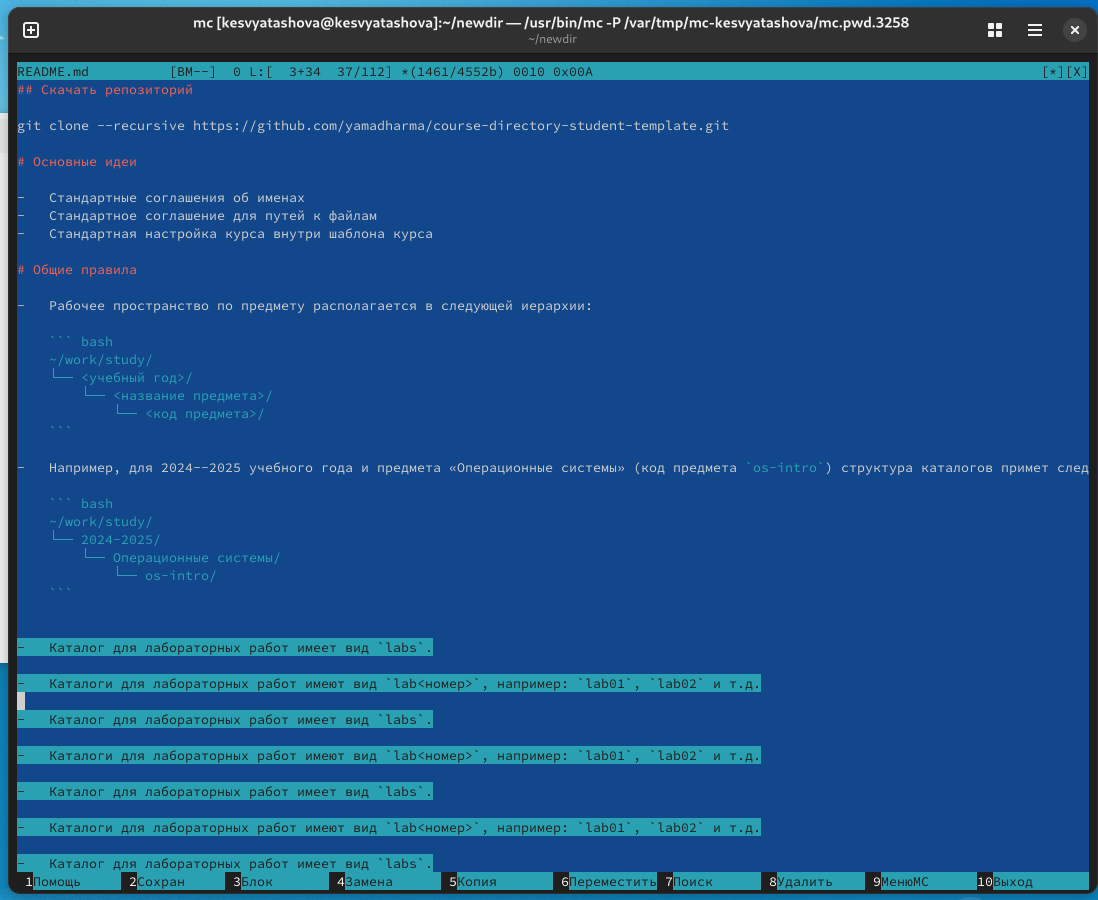 mc [kesvyatashova@kesvyatashova]:~/newdir — /usr/bin/mc -P /var/tmp/mc-kesvyatashova/mc.pwd.3258
~/newdir
README.md          [BM--]  0 L:[  3+34  37/112] *(1461/4552b) 0010 0x00A                    [*][X]
## Скачать репозиторий
git clone --recursive https://github.com/yamadharma/course-directory-student-template.git
# Основные идеи
-   Стандартные соглашения об именах
-   Стандартное соглашение для путей к файлам
-   Стандартная настройка курса внутри шаблона курса
# Общие правила
-   Рабочее пространство по предмету располагается в следующей иерархии:
    ``` bash
    ~/work/study/
    └── <учебный год>/
        └── <название предмета>/
            └── <код предмета>/
    ```
-   Например, для 2024--2025 учебного года и предмета «Операционные системы» (код предмета `os-intro`) структура каталогов примет след
    ``` bash
    ~/work/study/
    └── 2024-2025/
        └── Операционные системы/
            └── os-intro/
    ```
-   Каталог для лабораторных работ имеет вид `labs`.
-   Каталоги для лабораторных работ имеют вид `lab<номер>`, например: `lab01`, `lab02` и т.д.
-   Каталог для лабораторных работ имеет вид `labs`.
-   Каталоги для лабораторных работ имеют вид `lab<номер>`, например: `lab01`, `lab02` и т.д.
-   Каталог для лабораторных работ имеет вид `labs`.
-   Каталоги для лабораторных работ имеют вид `lab<номер>`, например: `lab01`, `lab02` и т.д.
-   Каталог для лабораторных работ имеет вид `labs`.
1Помощь 2Сохран 3Блок 4Замена 5Копия 6Переместить 7Поиск 8Удалить 9МенюMC 10Выход